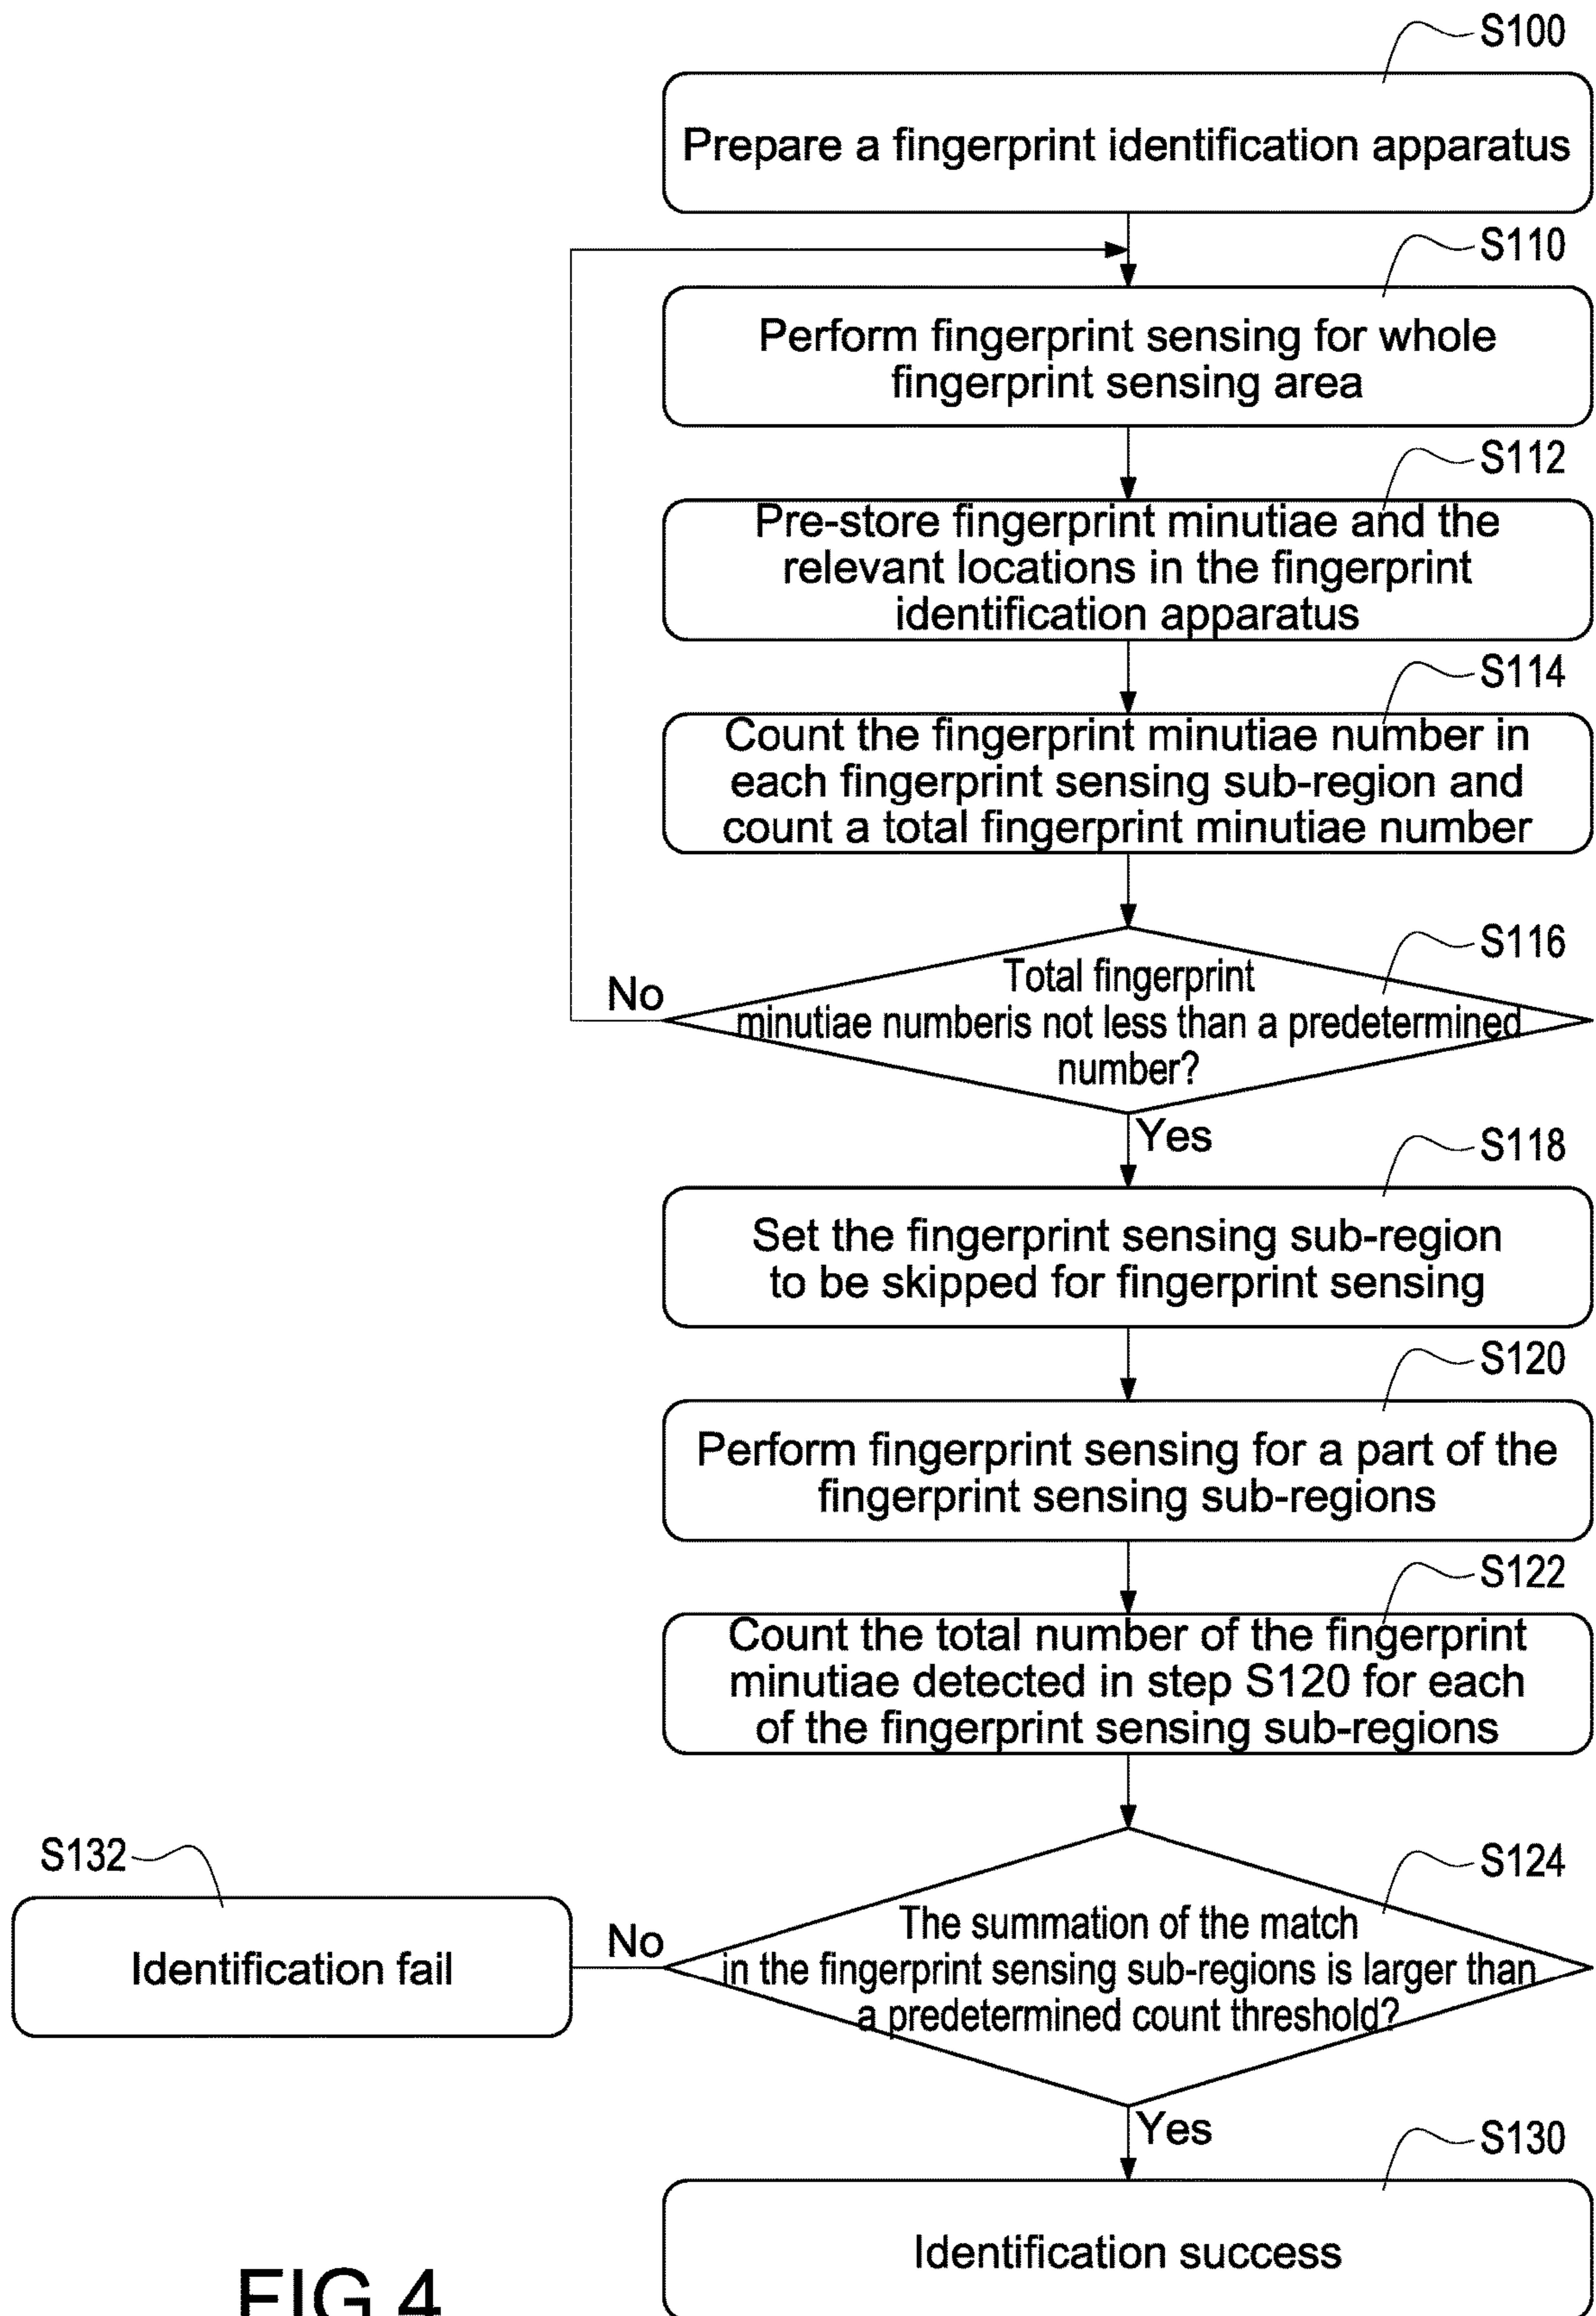 S100
Prepare a fingerprint identification apparatus
S110
Perform fingerprint sensing for whole
fingerprint sensing area
S112
Pre-store fingerprint minutiae and the
relevant locations in the fingerprint
identification apparatus
S114
Count the fingerprint minutiae number in
each fingerprint sensing sub-region and
count a total fingerprint minutiae number
S116
Total fingerprint
minutiae numberis not less than a predetermined
number?
No
Yes
S118
Set the fingerprint sensing sub-region
to be skipped for fingerprint sensing
S120
Perform fingerprint sensing for a part of the
fingerprint sensing sub-regions
S122
Count the total number of the fingerprint
minutiae detected in step S120 for each
of the fingerprint sensing sub-regions
S124
The summation of the match
in the fingerprint sensing sub-regions is larger than
a predetermined count threshold?
No
S132
Identification fail
Yes
S130
Identification success
FIG.4